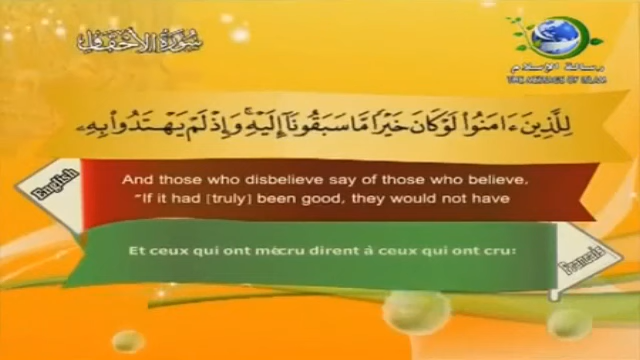 سورة الأحقاف
رسالة الإسلام
THE MESSAGE OF ISLAM
لِلَّذِينَ ءَامَنُوا۟ لَوْ كَانَ خَيْرًا مَّا سَبَقُونَآ إِلَيْهِ ۚ وَإِذْ لَمْ يَهْتَدُوا۟ بِهِۦ
English
And those who disbelieve say of those who believe,
"If it had [truly] been good, they would not have
Et ceux qui ont mécru dirent à ceux qui ont cru:
Francais